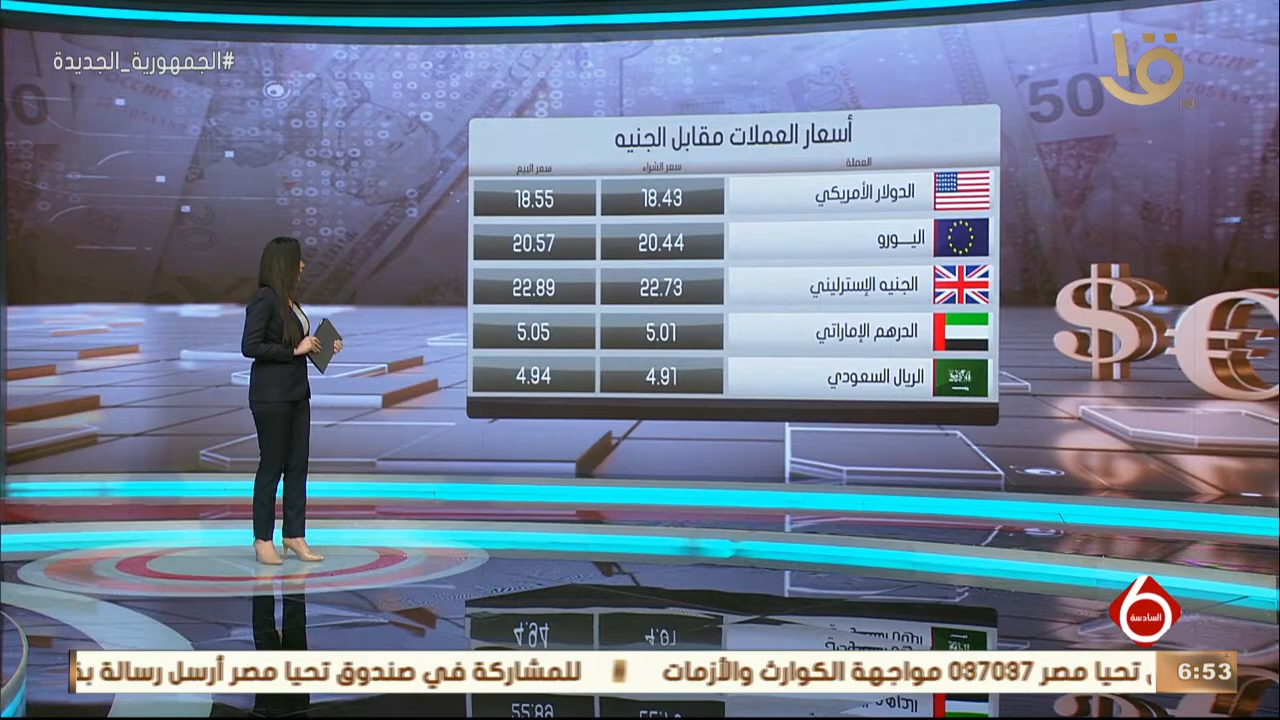 #الجمهورية_الجديدة
50
أسعار العملات مقابل الجنيه
العملة سعر الشراء سعر البيع
الدولار الأمريكي 18.43 18.55
اليـــورو 20.44 20.57
الجنيه الإسترليني 22.73 22.89
الدرهم الإماراتي 5.01 5.05
الريال السعودي 4.91 4.94
السادسة
6:53
تحيا مصر 037037 مواجهة الكوارث والأزمات للمشاركة في صندوق تحيا مصر أرسل رسالة